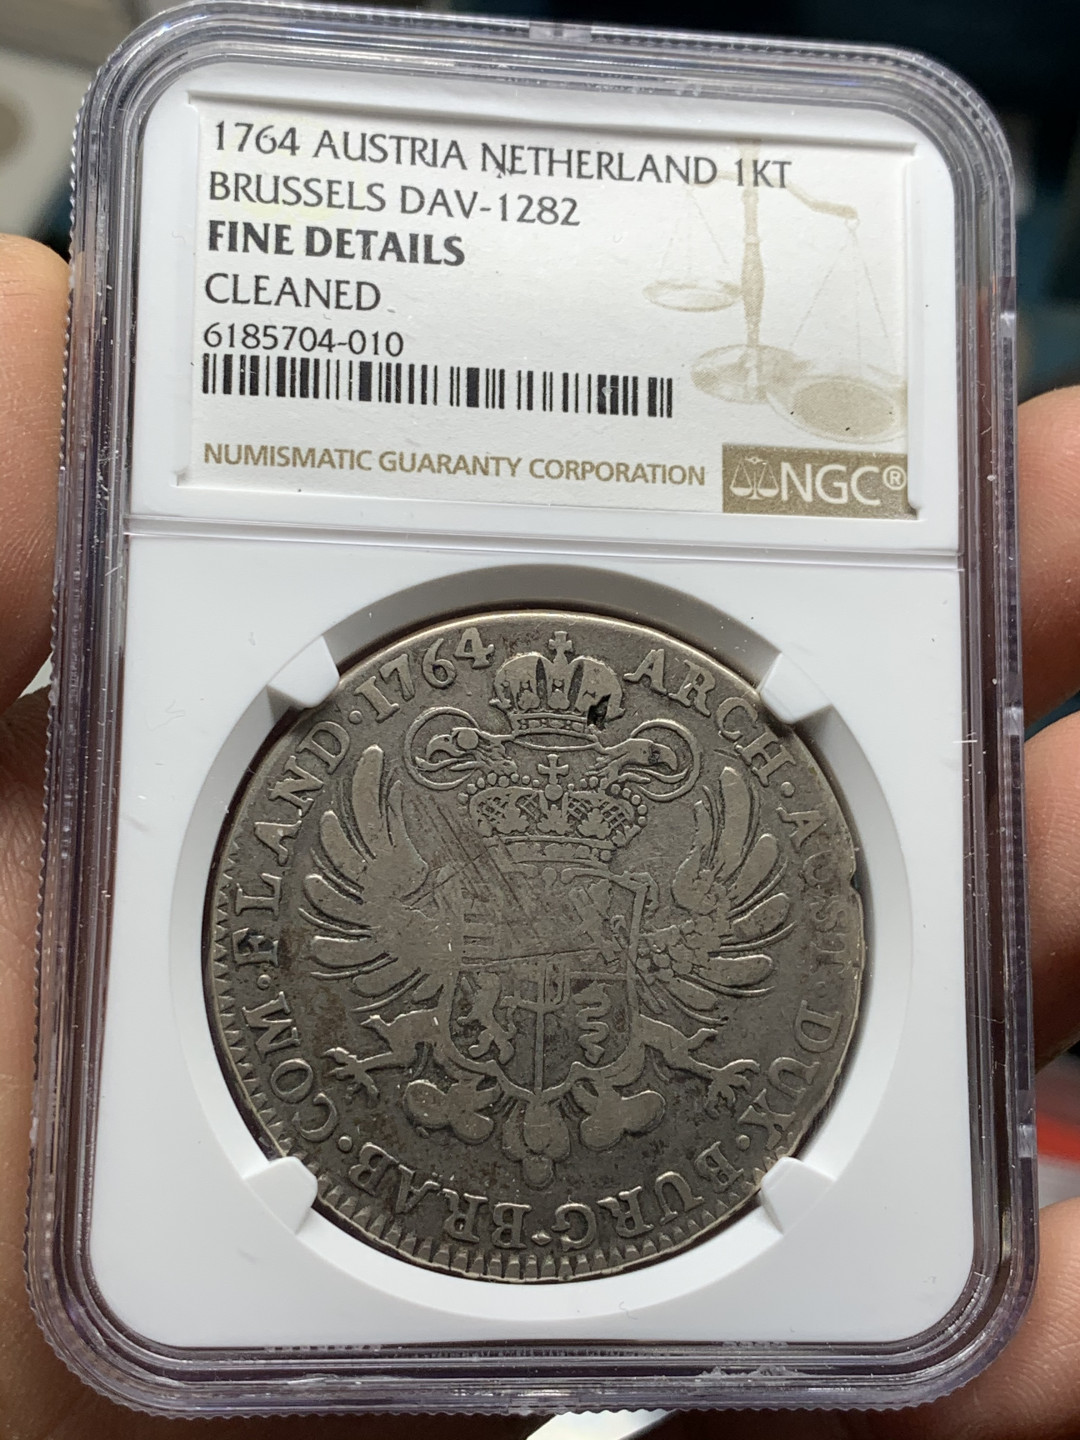 1764 AUSTRIA NETHERLAND 1KT
BRUSSELS DAV-1282
FINE DETAILS
CLEANED
6185704-010
NUMISMATIC GUARANTY CORPORATION
NGC®
ARCH·AUST·DUX·BURG·BRAB·COM·FLAND·1764